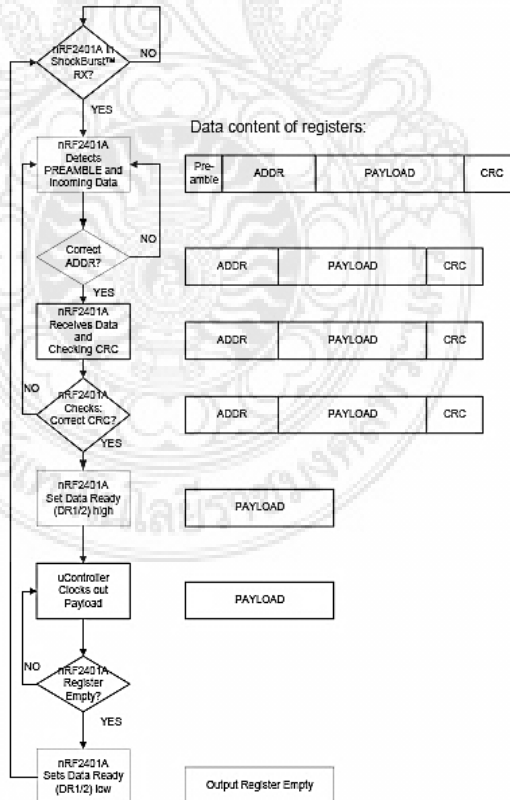 nRF2401A in
ShockBurst™
RX?
NO
YES
Data content of registers:
nRF2401A
Detects
PREAMBLE and
Incoming Data
Pre-
amble
ADDR
PAYLOAD
CRC
NO
Correct
ADDR?
ADDR
PAYLOAD
CRC
YES
nRF2401A
Receives Data
and
Checking CRC
ADDR
PAYLOAD
CRC
NO
nRF2401A
Checks:
Correct CRC?
ADDR
PAYLOAD
CRC
YES
nRF2401A
Set Data Ready
(DR1/2) high
PAYLOAD
uController
Clocks out
Payload
PAYLOAD
NO
nRF2401A
Register
Empty?
YES
nRF2401A
Sets Data Ready
(DR1/2) low
Output Register Empty